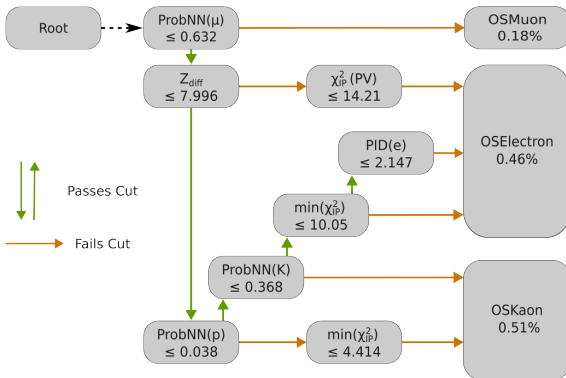 Root
ProbNN(μ)
≤ 0.632
OSMuon
0.18%
Z_diff
≤ 7.996
χ²_IP (PV)
≤ 14.21
OSElectron
0.46%
PID(e)
≤ 2.147
Passes Cut
min(χ²_IP)
≤ 10.05
Fails Cut
ProbNN(K)
≤ 0.368
OSKaon
0.51%
ProbNN(p)
≤ 0.038
min(χ²_IP)
≤ 4.414